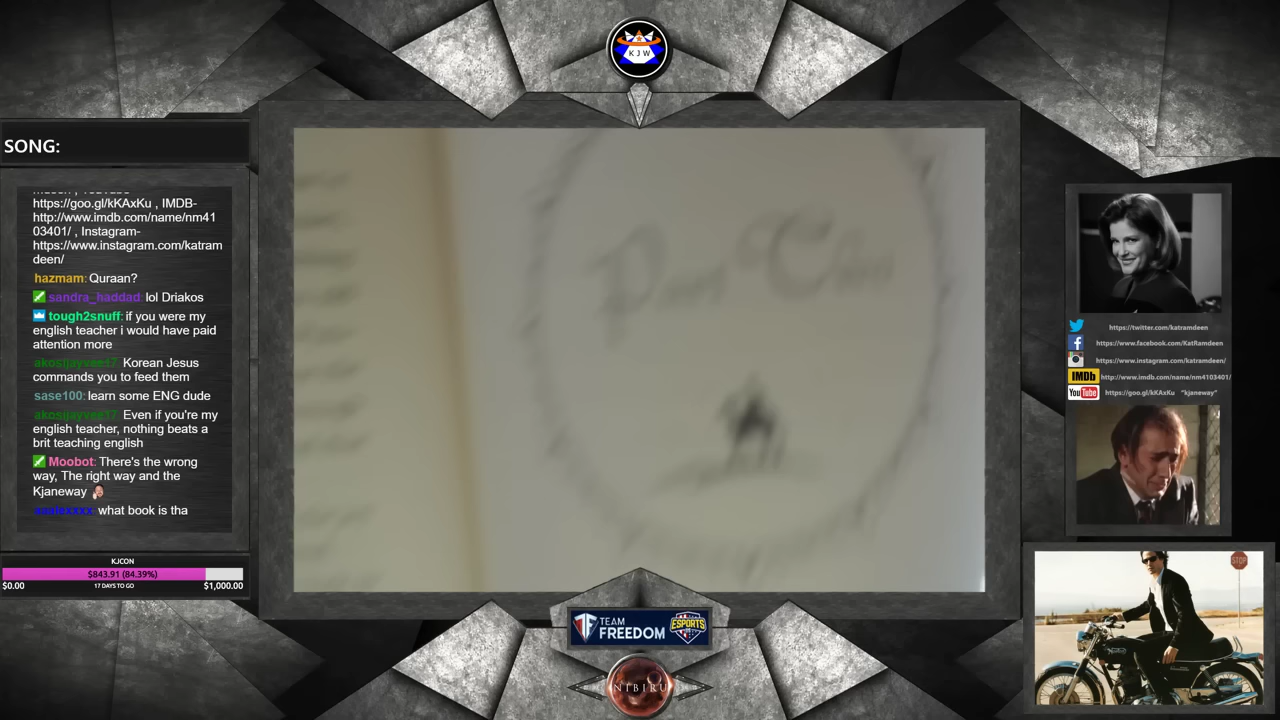 K J W
SONG:
https://goo.gl/kKAxKu , IMDB-
http://www.imdb.com/name/nm41
03401/ , Instagram-
https://www.instagram.com/katram
deen/
hazmam: Quraan?
sandra_haddad: lol Driakos
tough2snuff: if you were my
english teacher i would have paid
attention more
akosijayvee17: Korean Jesus
commands you to feed them
sase100: learn some ENG dude
akosijayvee17: Even if you're my
english teacher, nothing beats a
brit teaching english
Moobot: There's the wrong
way, The right way and the
Kjaneway
what book is tha
KJCON
$843.91 (84.39%)
$0.00 17 DAYS TO GO $1,000.00
https://twitter.com/katramdeen
https://www.facebook.com/KatRamdeen
https://www.instagram.com/katramdeen/
IMDb http://www.imdb.com/name/nm4103401/
YouTube https://goo.gl/kKAxKu "kjaneway"
STOP
TEAM
FREEDOM
ESPORTS
NIBIRU